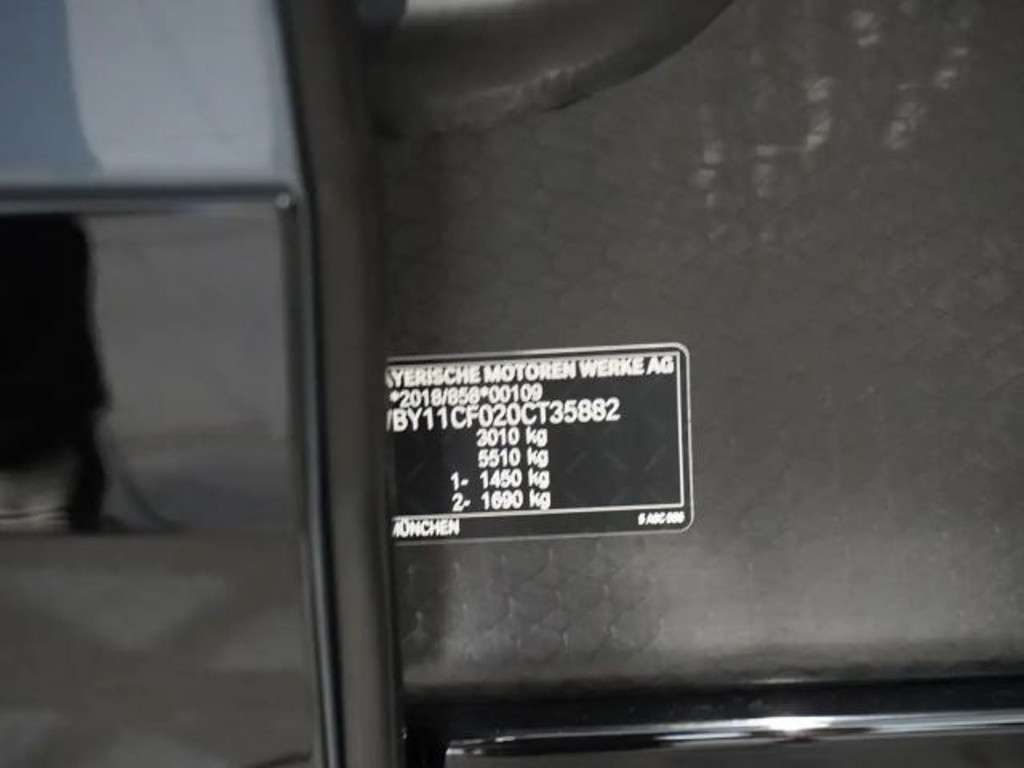 AYERISCHE MOTOREN WERKE AG
*2018/858*00109
WBY11CF020CT35882
3010 kg
5510 kg
1- 1450 kg
2- 1690 kg
MÜNCHEN